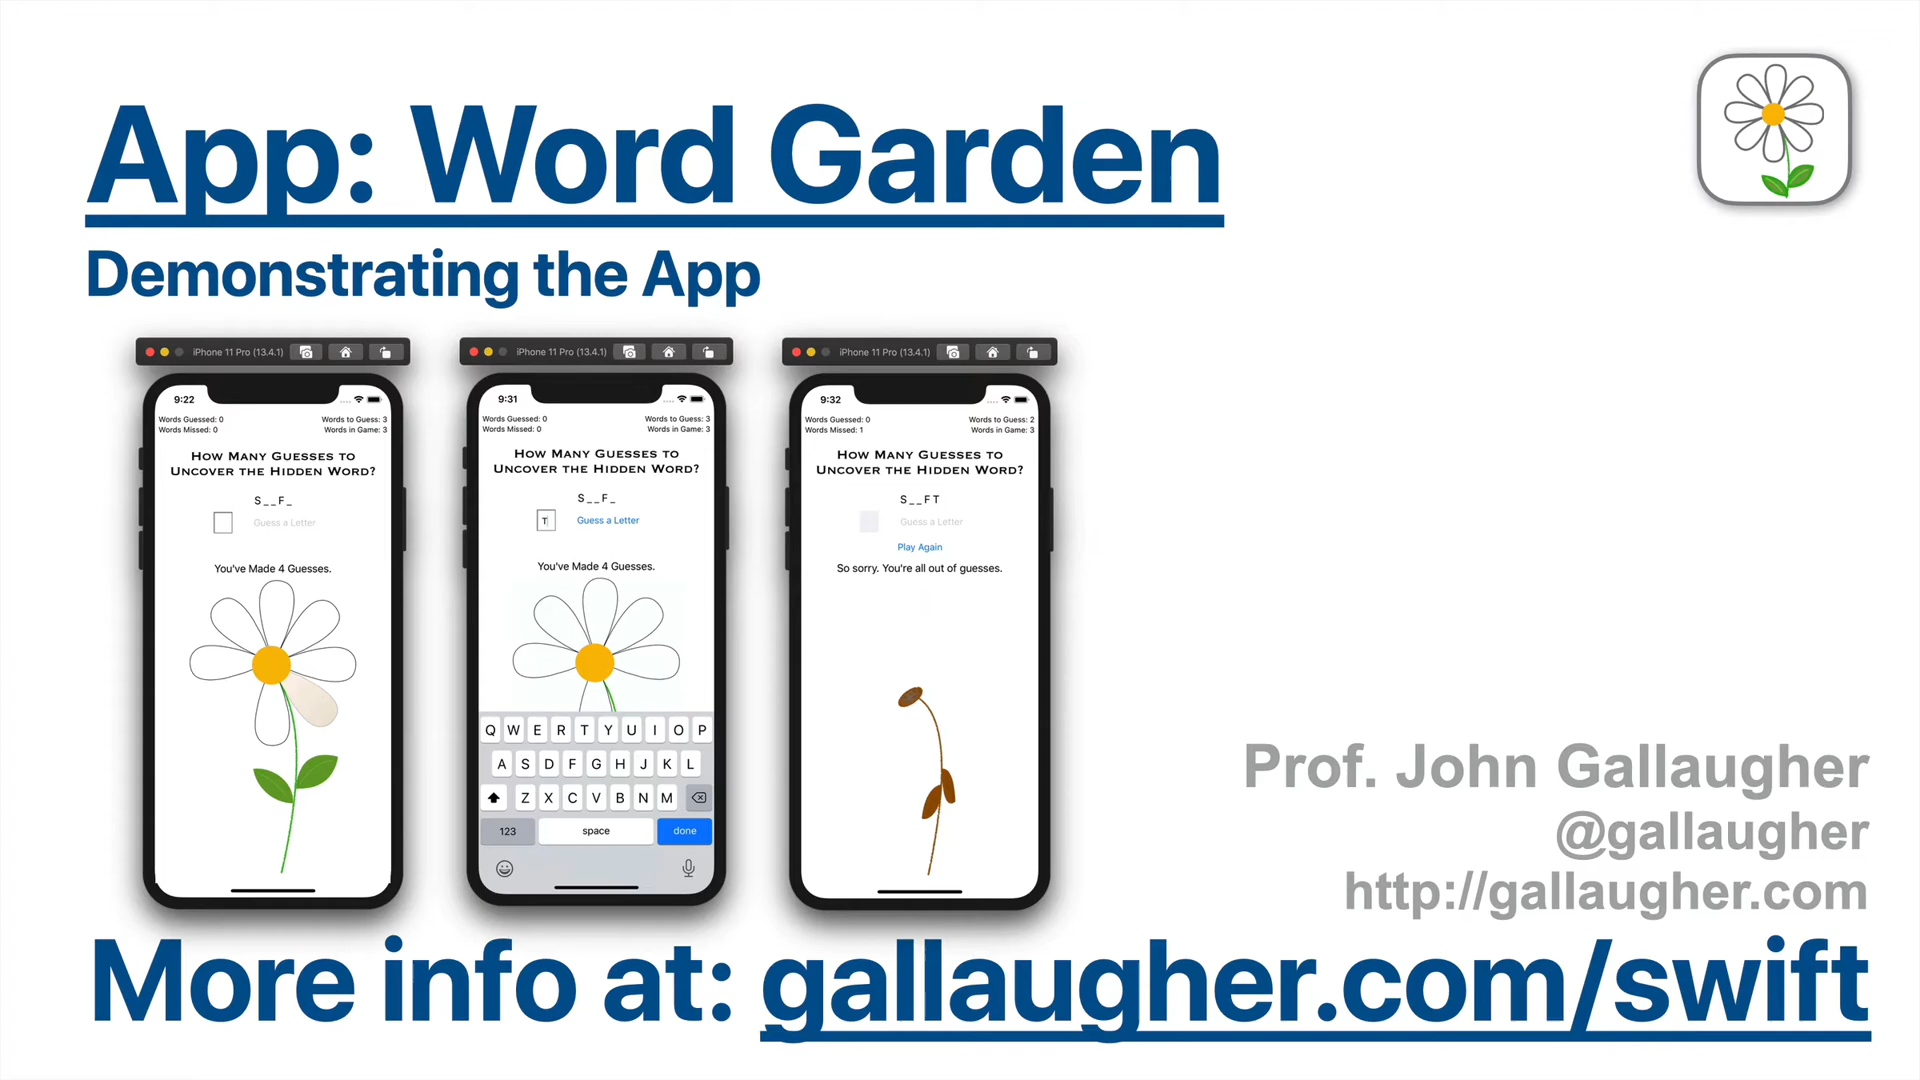 App: Word Garden
Demonstrating the App
iPhone 11 Pro (13.4.1)
9:22
Words Guessed: 0
Words to Guess: 3
Words Missed: 0
Words in Game: 3
How Many Guesses to
Uncover the Hidden Word?
S _ _ F _
Guess a Letter
You've Made 4 Guesses.
iPhone 11 Pro (13.4.1)
9:31
Words Guessed: 0
Words to Guess: 3
Words Missed: 0
Words in Game: 3
How Many Guesses to
Uncover the Hidden Word?
S _ _ F _
T
Guess a Letter
You've Made 4 Guesses.
Q W E R T Y U I O P
A S D F G H J K L
Z X C V B N M
123 space done
iPhone 11 Pro (13.4.1)
9:32
Words Guessed: 0
Words to Guess: 2
Words Missed: 1
Words in Game: 3
How Many Guesses to
Uncover the Hidden Word?
S _ _ F T
Guess a Letter
Play Again
So sorry. You're all out of guesses.
Prof. John Gallaugher
@gallaugher
http://gallaugher.com
More info at: gallaugher.com/swift